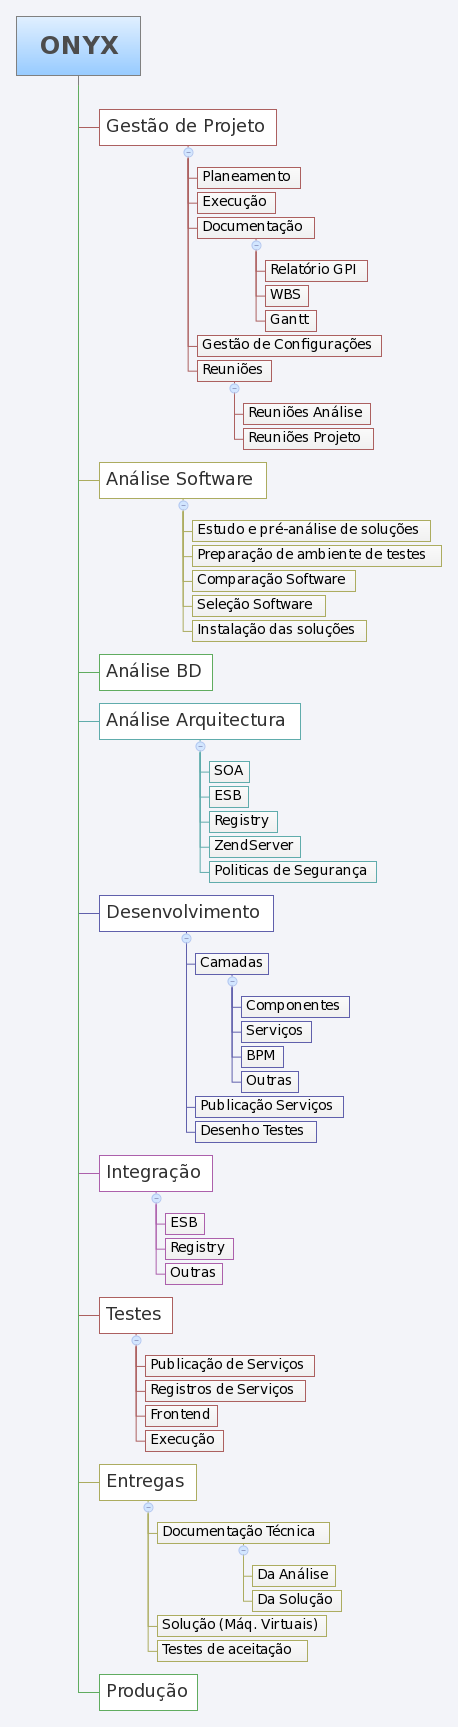 ONYX
Gestão de Projeto
Planeamento
Execução
Documentação
Relatório GPI
WBS
Gantt
Gestão de Configurações
Reuniões
Reuniões Análise
Reuniões Projeto
Análise Software
Estudo e pré-análise de soluções
Preparação de ambiente de testes
Comparação Software
Seleção Software
Instalação das soluções
Análise BD
Análise Arquitectura
SOA
ESB
Registry
ZendServer
Politicas de Segurança
Desenvolvimento
Camadas
Componentes
Serviços
BPM
Outras
Publicação Serviços
Desenho Testes
Integração
ESB
Registry
Outras
Testes
Publicação de Serviços
Registros de Serviços
Frontend
Execução
Entregas
Documentação Técnica
Da Análise
Da Solução
Solução (Máq. Virtuais)
Testes de aceitação
Produção